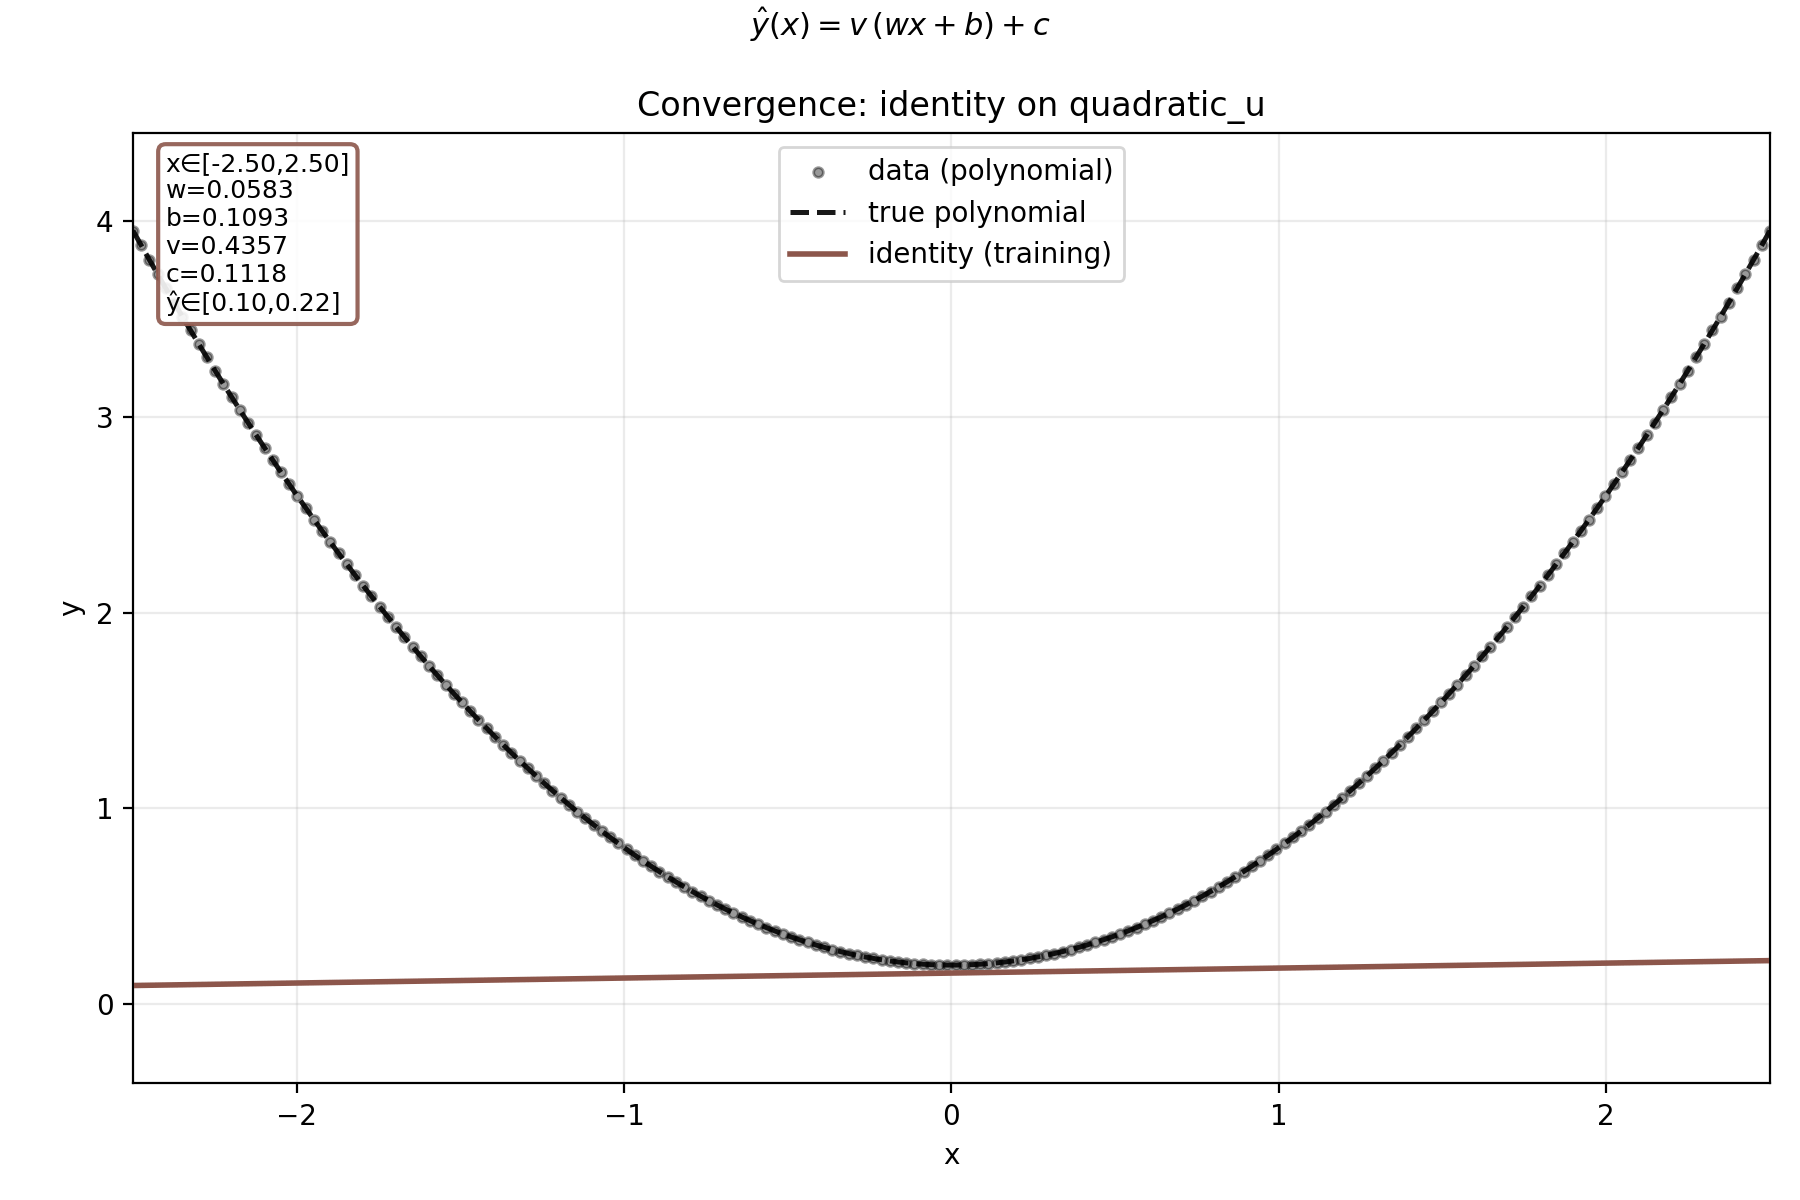 ŷ(x) = v (wx + b) + c
Convergence: identity on quadratic_u
x∈[-2.50,2.50]
w=0.0583
b=0.1093
v=0.4357
c=0.1118
ŷ∈[0.10,0.22]
data (polynomial)
true polynomial
identity (training)
4
3
2
1
0
y
−2
−1
0
1
2
x